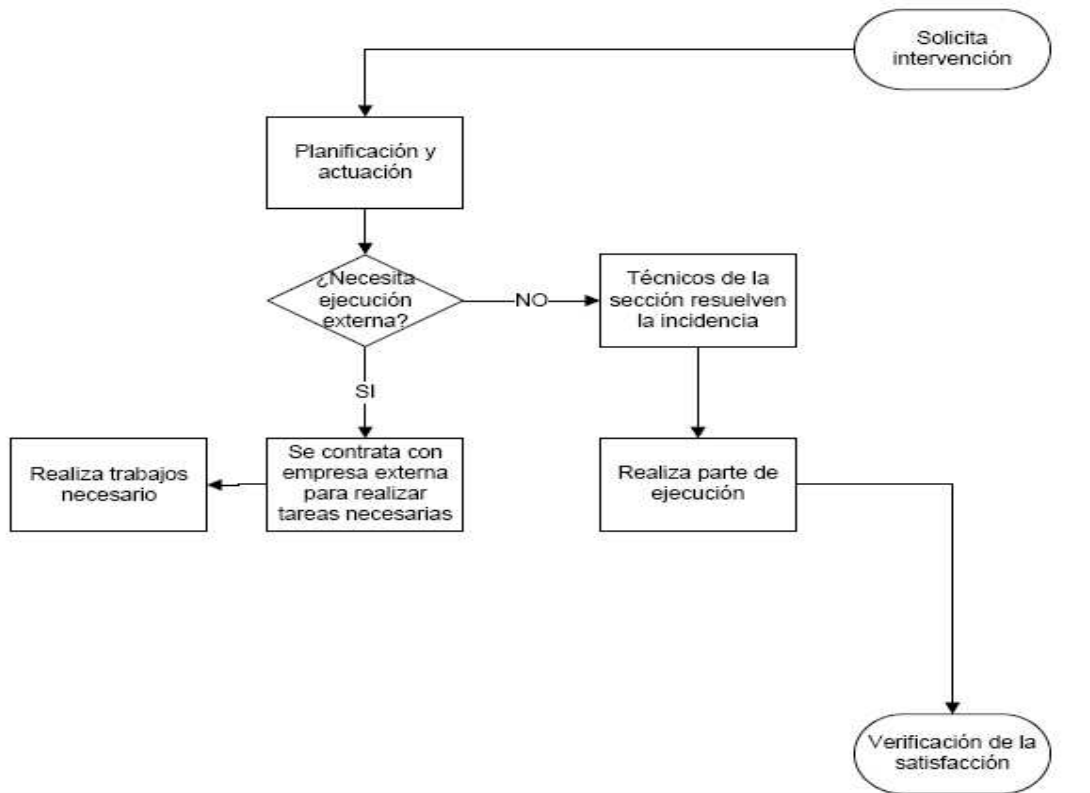 Solicita
intervención
Planificación y
actuación
¿Necesita
ejecución
externa?
NO
Técnicos de la
sección resuelven
la incidencia
SI
Realiza trabajos
necesario
Se contrata con
empresa externa
para realizar
tareas necesarias
Realiza parte de
ejecución
Verificación de la
satisfacción